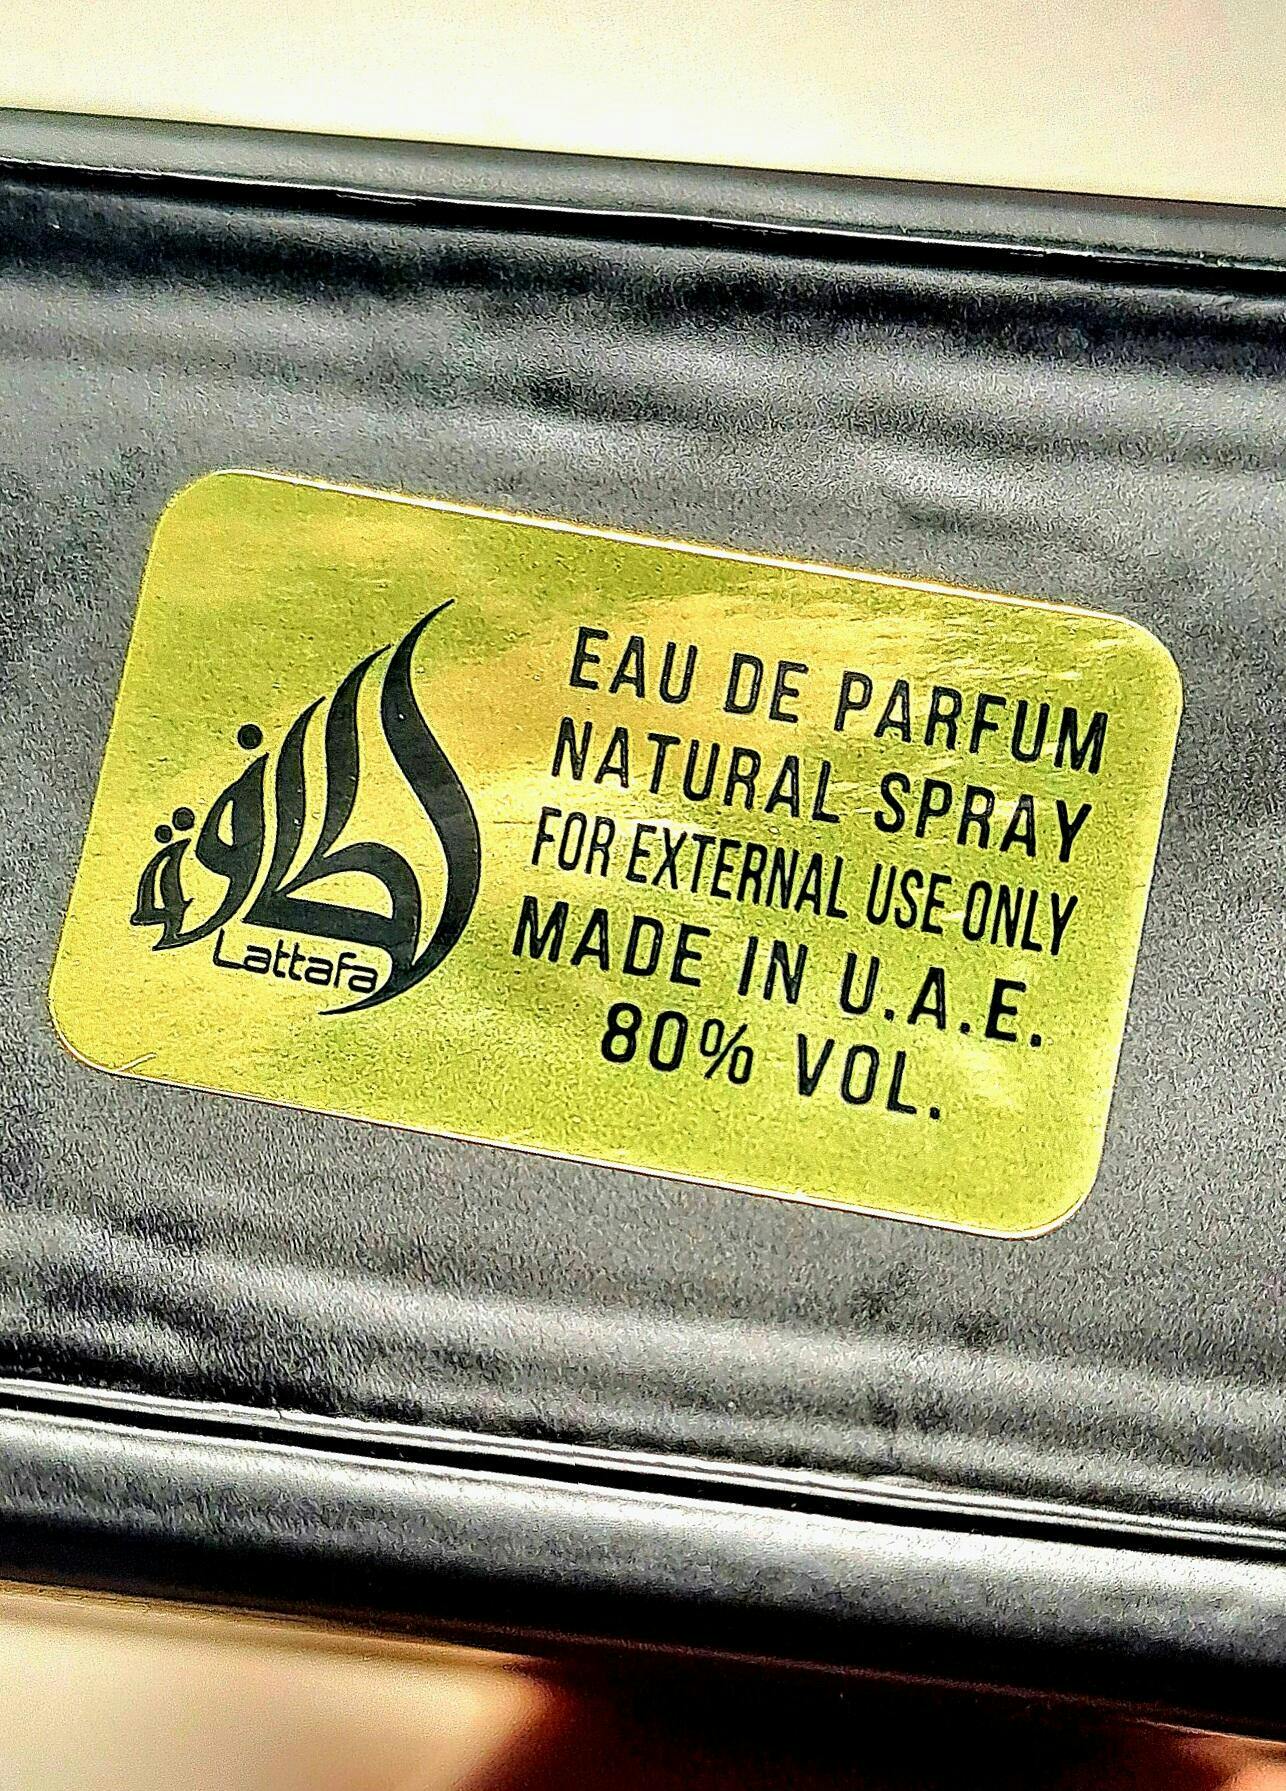 لطافة
Lattafa
EAU DE PARFUM
NATURAL SPRAY
FOR EXTERNAL USE ONLY
MADE IN U.A.E.
80% VOL.